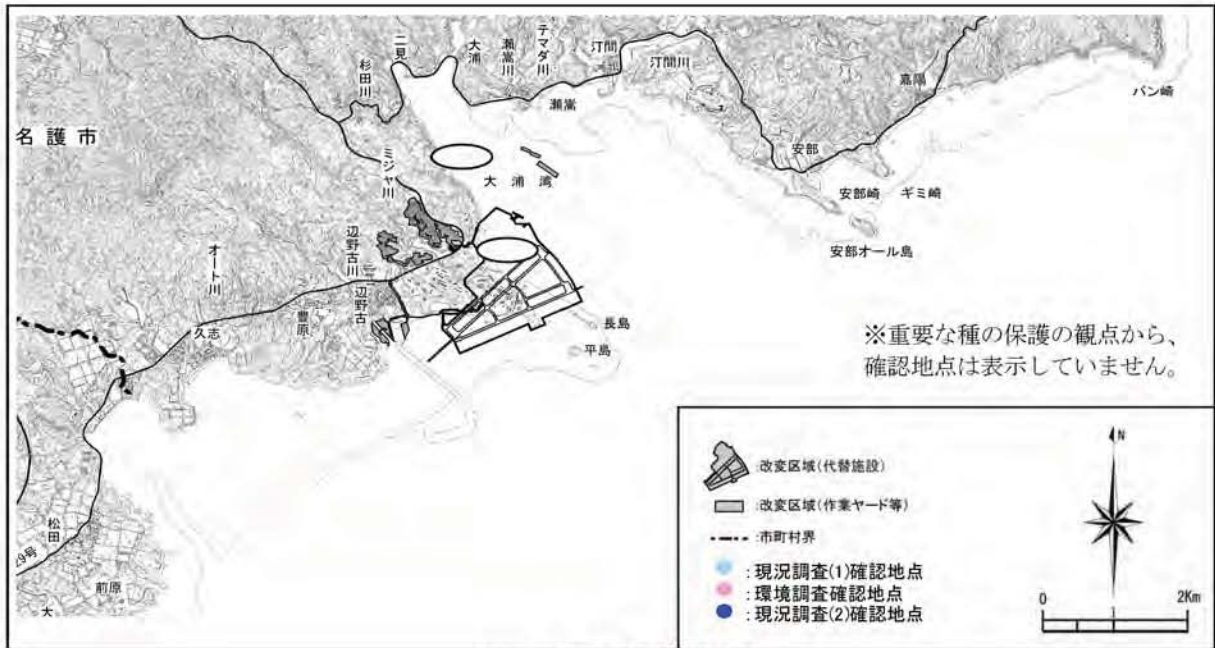 名護市
杉田川
二見
大浦
瀬嵩川
テマダ川
汀間
汀間川
瀬嵩
嘉陽
バン崎
安部
安部崎
ギミ崎
安部オール島
大浦湾
ミジャ川
辺野古川
辺野古
オート川
久志
豊原
長島
平島
松田
前原
大
29号
※重要な種の保護の観点から、
確認地点は表示していません。
:改変区域(代替施設)
:改変区域(作業ヤード等)
:市町村界
:現況調査(1)確認地点
:環境調査確認地点
:現況調査(2)確認地点
N
0 2Km